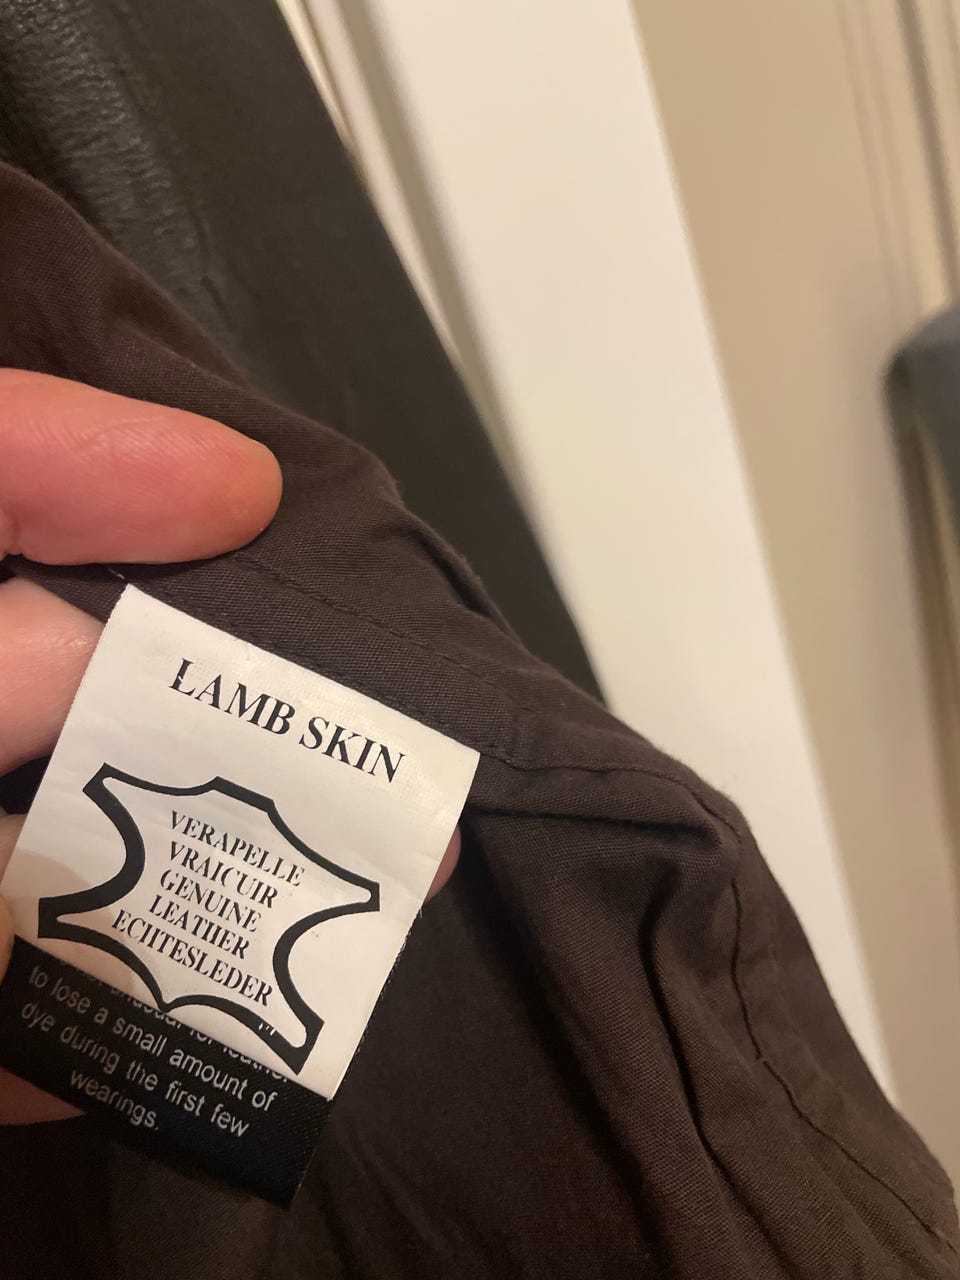 LAMB SKIN
VERAPELLE
VRAICUIR
GENUINE
LEATHER
ECHTESLEDER
to lose a small amount of
dye during the first few
wearings.